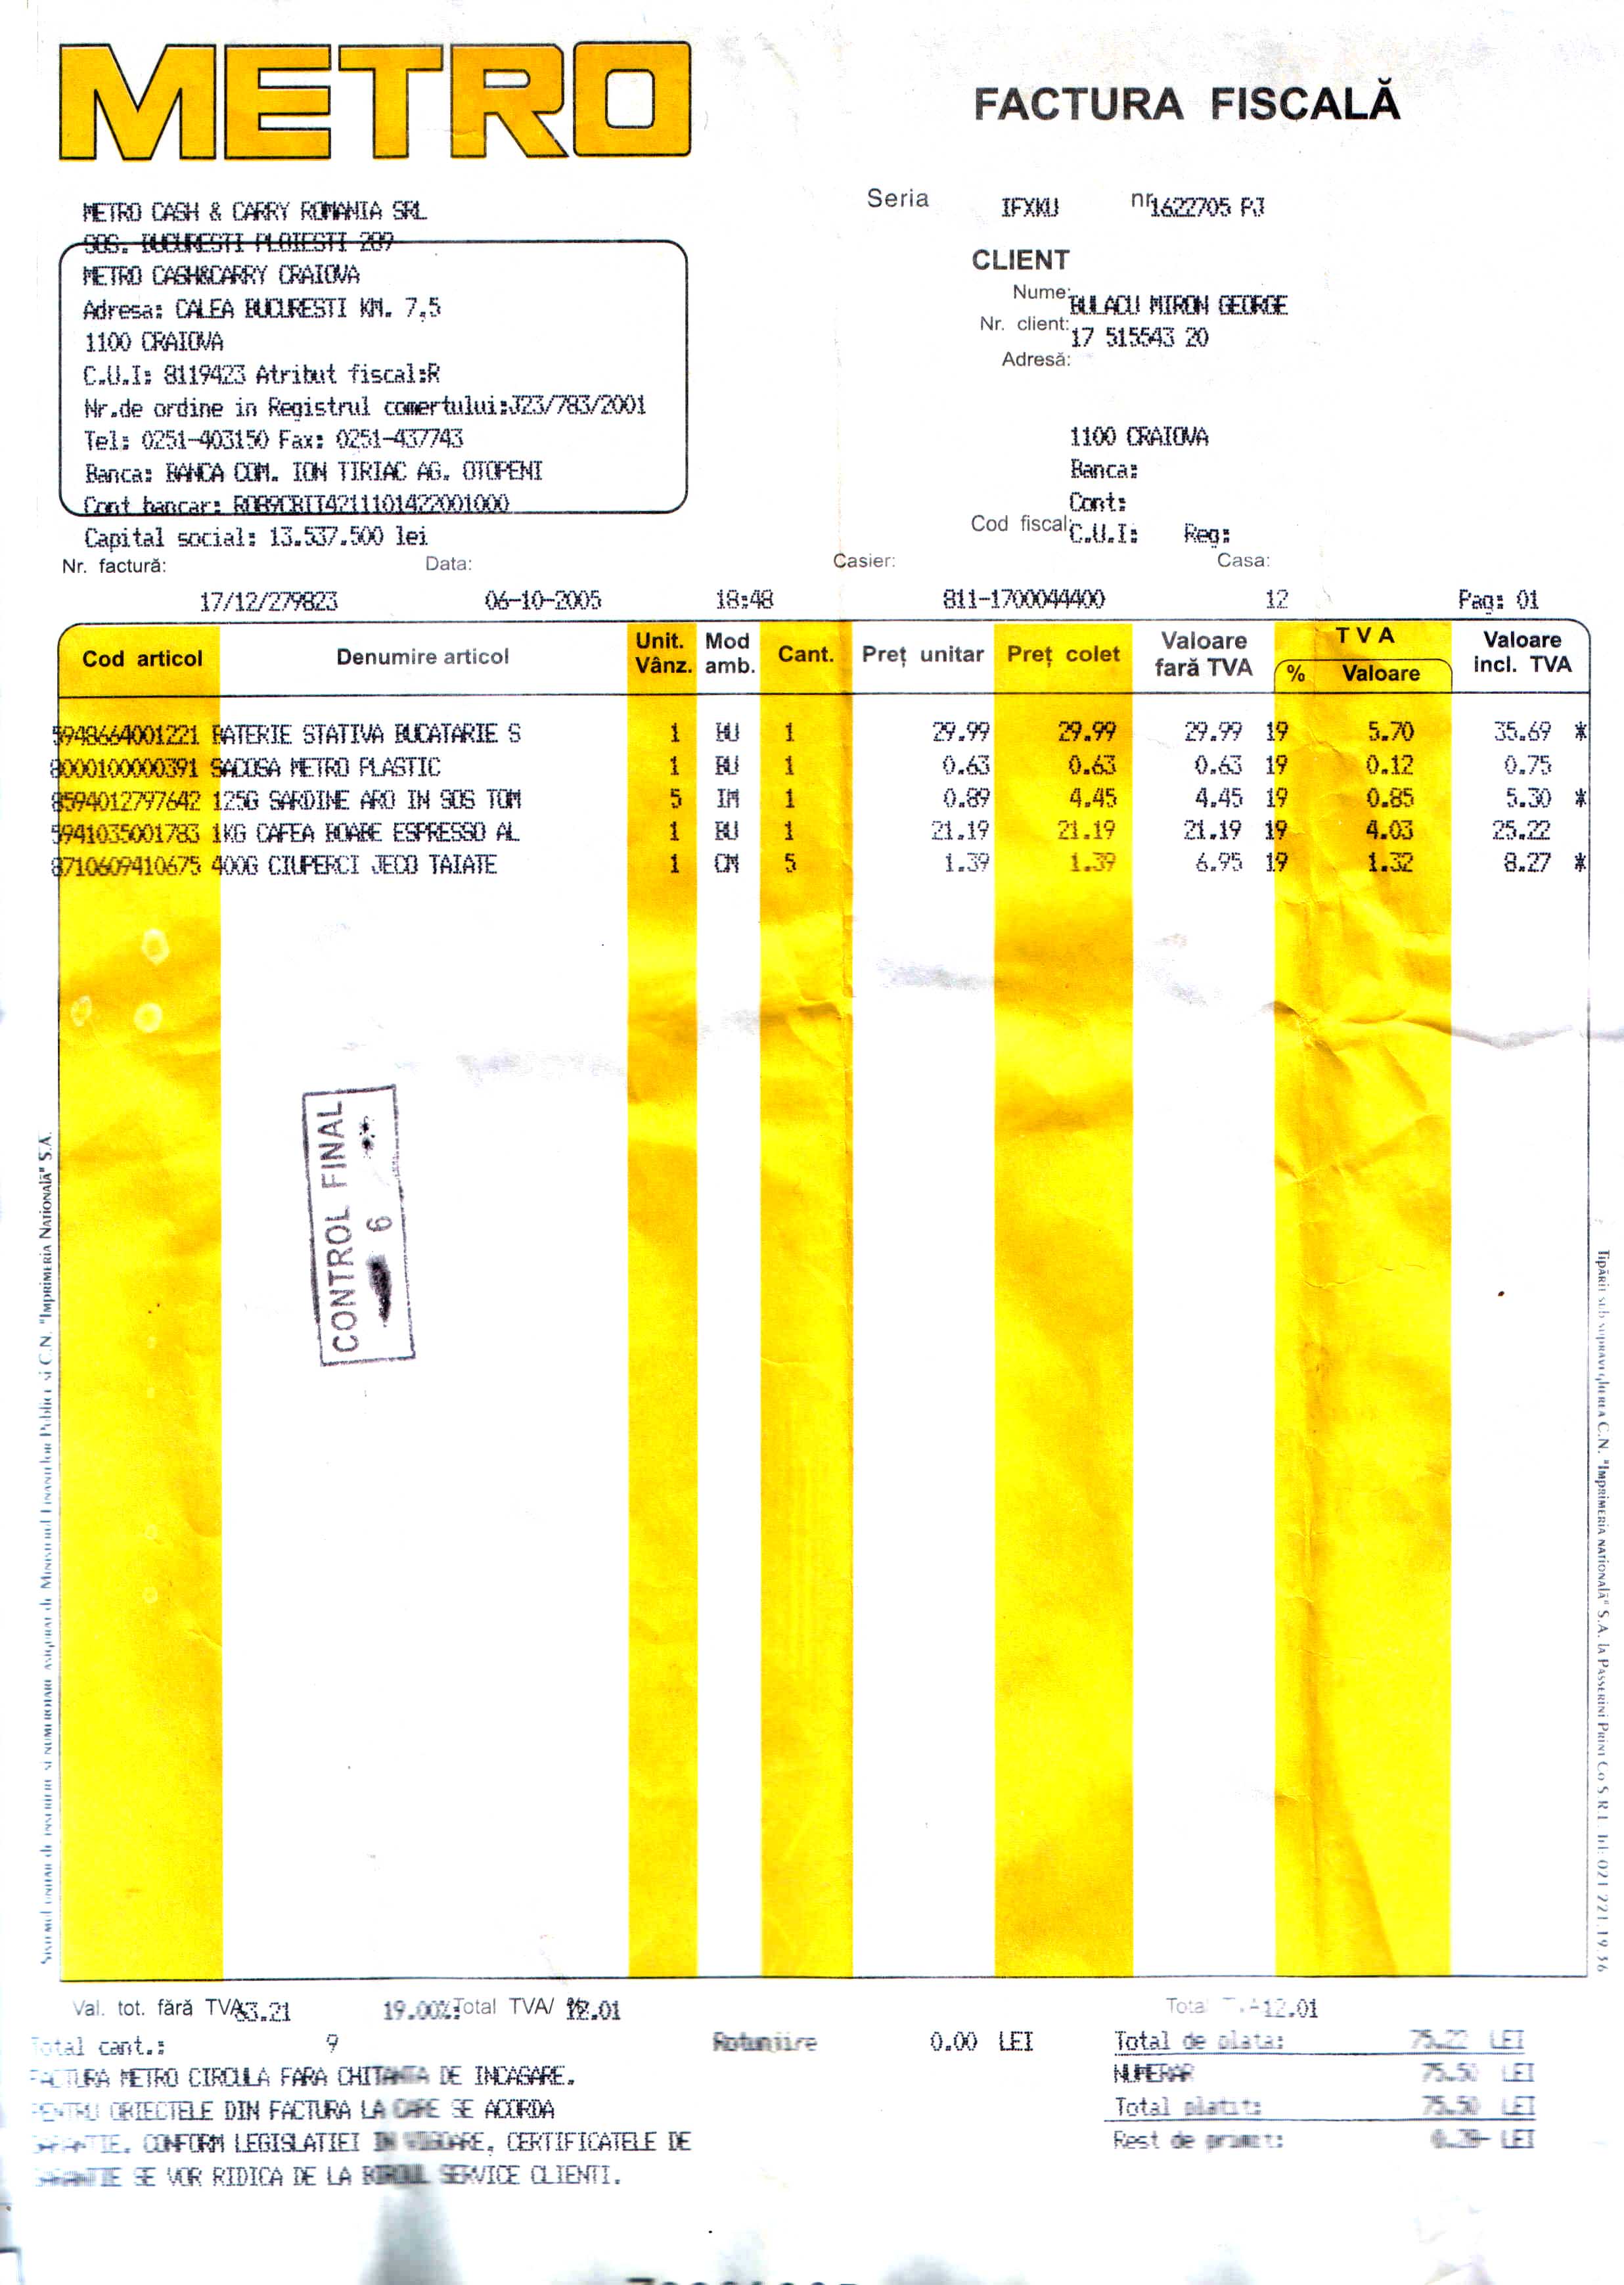 METRO
FACTURA FISCALĂ
METRO CASH & CARRY ROMANIA SRL
SOS. BUCURESTI PLOIESTI 289
METRO CASH&CARRY CRAIOVA
Adresa: CALEA BUCURESTI KM. 7,5
1100 CRAIOVA
C.U.I: 8119423 Atribut fiscal:R
Nr.de ordine in Registrul comertului:J23/783/2001
Tel: 0251-403150 Fax: 0251-437743
Banca: BANCA COM. ION TIRIAC AG. OTOPENI
Cont bancar: RO89CBIT4211101422001000
Capital social: 13.537.500 lei
Seria IFXKU nr. 1622705 PJ
CLIENT
Nume: BULACU MIRON GEORGE
Nr. client: 17 515543 20
Adresă:
1100 CRAIOVA
Banca:
Cont:
Cod fiscal: C.U.I: Reg:
Nr. factură: Data: Casier: Casa:
17/12/279823 06-10-2005 18:48 811-1700044400 12 Pag: 01
Cod articol Denumire articol Unit. Vânz. Mod amb. Cant. Preț unitar Preț colet Valoare fară TVA TVA % Valoare Valoare incl. TVA
5948664001221 BATERIE STATIVA BUCATARIE S 1 BU 1 29.99 29.99 29.99 19 5.70 35.69 *
8000100000391 SACOSA METRO PLASTIC 1 BU 1 0.63 0.63 0.63 19 0.12 0.75
8594012797642 125G SARDINE ARO IN SOS TOM 5 IM 1 0.89 4.45 4.45 19 0.85 5.30 *
5941035001783 1KG CAFEA BOABE ESPRESSO AL 1 BU 1 21.19 21.19 21.19 19 4.03 25.22
8710609410675 400G CIUPERCI JECO TAIATE 1 CM 5 1.39 1.39 6.95 19 1.32 8.27 *
CONTROL FINAL
6
Sistemul unitar de inseriere si numerotare asigurat de Ministerul Finantelor Publice si C.N. "Imprimeria Natională" S.A.
Tipărit sub supravegherea C.N. "Imprimeria natională" S.A. la Passerini Print Co S.R.L. tel: 021 221.19.36
Val. tot. fără TVA 63.21 19.00%: Total TVA/ 12.01 Total TVA 12.01
Total cant.: 9 Rotunjire 0.00 LEI Total de plata: 75.22 LEI
FACTURA METRO CIRCULA FARA CHITANTA DE INCASARE. NUMERAR 75.50 LEI
PENTRU OBIECTELE DIN FACTURA LA CARE SE ACORDA Total platit: 75.50 LEI
GARANTIE, CONFORM LEGISLATIEI IN VIGOARE, CERTIFICATELE DE Rest de primit: 0.28- LEI
GARANTIE SE VOR RIDICA DE LA BIROUL SERVICE CLIENTI.